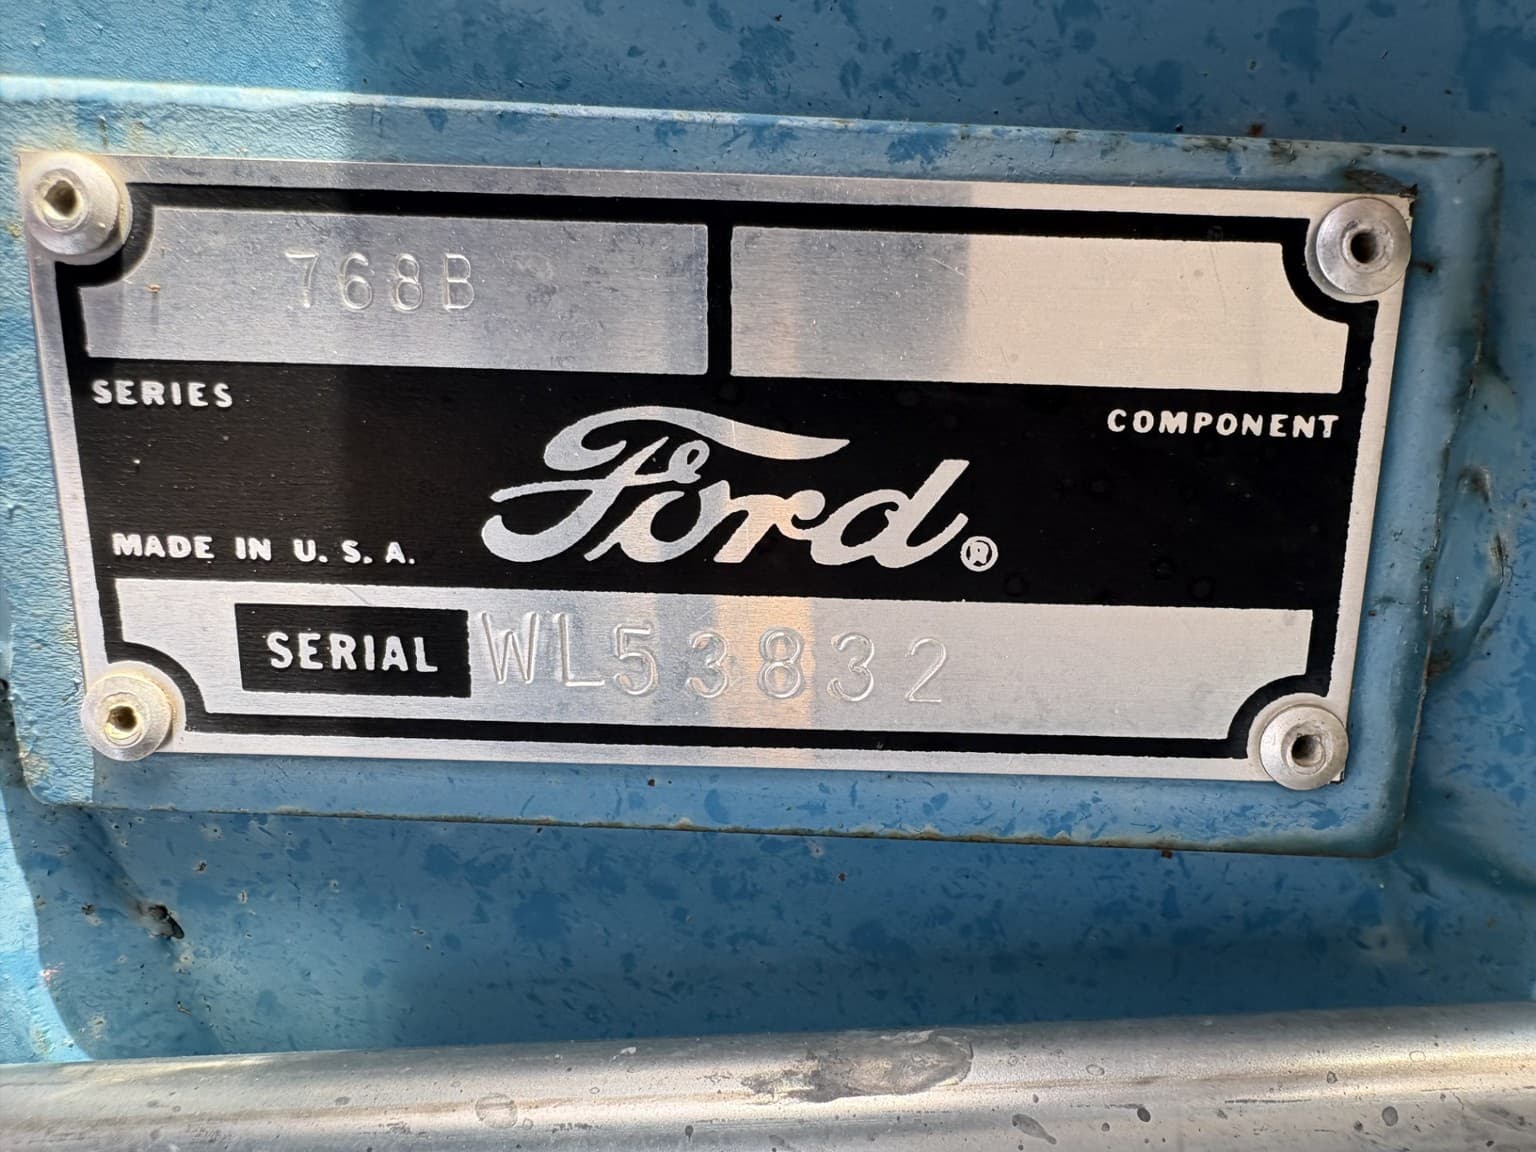 768B
SERIES
COMPONENT
Ford®
MADE IN U. S. A.
SERIAL WL53832